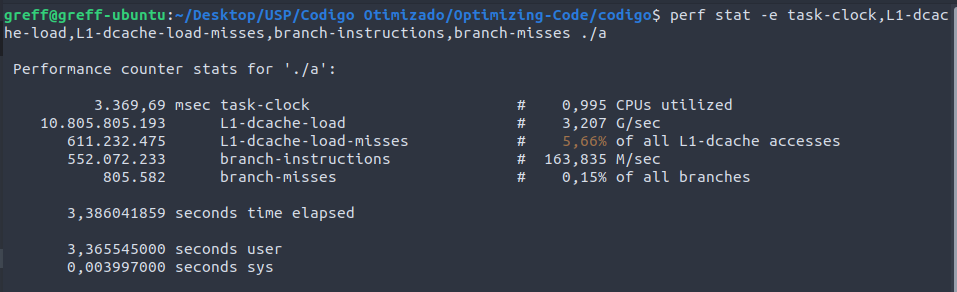 greff@greff-ubuntu:~/Desktop/USP/Codigo Otimizado/Optimizing-Code/codigo$ perf stat -e task-clock,L1-dcac
he-load,L1-dcache-load-misses,branch-instructions,branch-misses ./a
Performance counter stats for './a':
3.369,69 msec task-clock # 0,995 CPUs utilized
10.805.805.193 L1-dcache-load # 3,207 G/sec
611.232.475 L1-dcache-load-misses # 5,66% of all L1-dcache accesses
552.072.233 branch-instructions # 163,835 M/sec
805.582 branch-misses # 0,15% of all branches
3,386041859 seconds time elapsed
3,365545000 seconds user
0,003997000 seconds sys